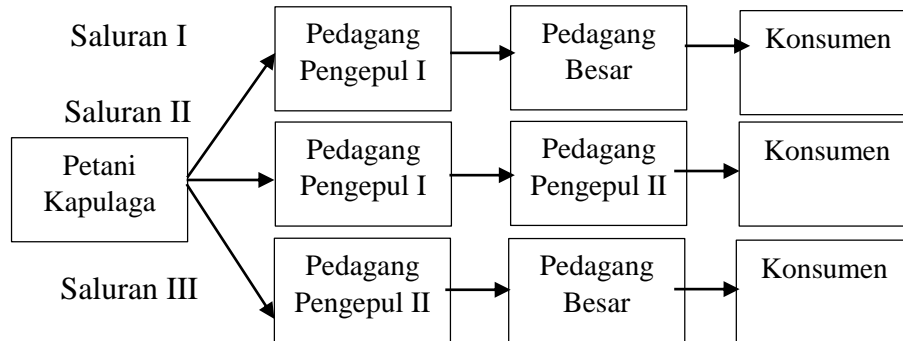 Saluran I
Pedagang
Pengepul I
Pedagang
Besar
Konsumen
Saluran II
Petani
Kapulaga
Pedagang
Pengepul I
Pedagang
Pengepul II
Konsumen
Saluran III
Pedagang
Pengepul II
Pedagang
Besar
Konsumen